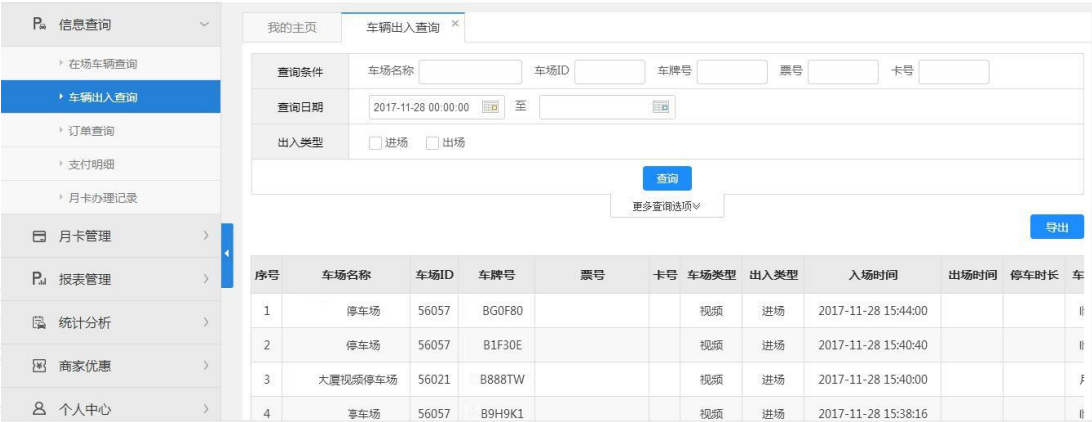 信息查询
在场车辆查询
车辆出入查询
订单查询
支付明细
月卡办理记录
月卡管理
报表管理
统计分析
商家优惠
个人中心
我的主页 车辆出入查询 ×
查询条件 车场名称 车场ID 车牌号 票号 卡号
查询日期 2017-11-28 00:00:00 至
出入类型 进场 出场
查询
更多查询选项
导出
序号 车场名称 车场ID 车牌号 票号 卡号 车场类型 出入类型 入场时间 出场时间 停车时长 车
1 停车场 56057 BG0F80 视频 进场 2017-11-28 15:44:00
2 停车场 56057 B1F30E 视频 进场 2017-11-28 15:40:40
3 大厦视频停车场 56021 B888TW 视频 进场 2017-11-28 15:40:00
4 车场 56057 B9H9K1 视频 进场 2017-11-28 15:38:16